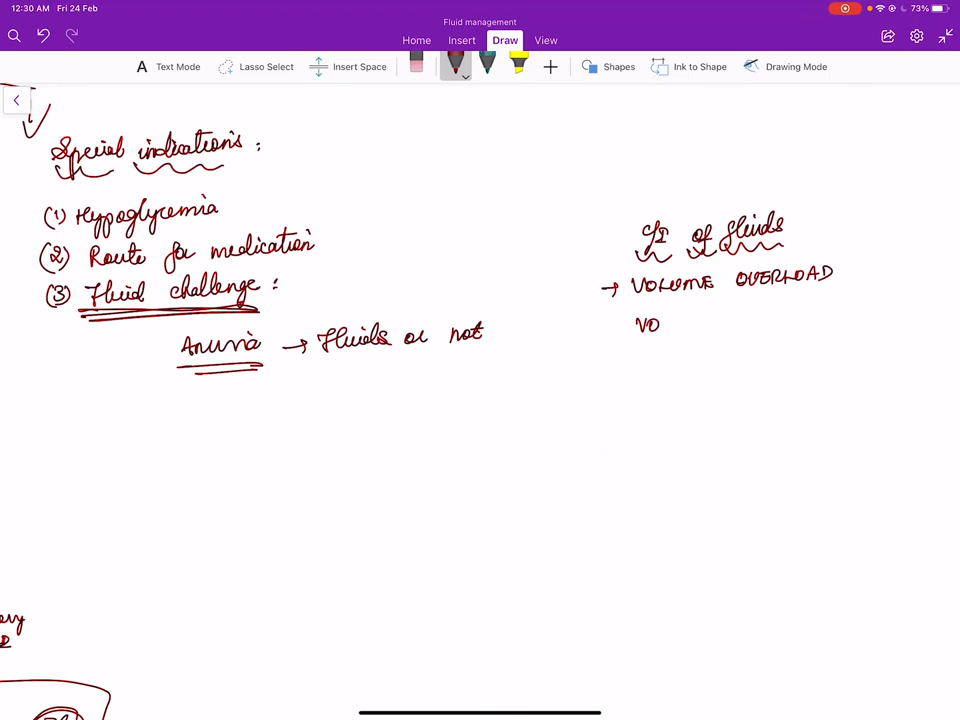 12:30 AM Fri 24 Feb
73%
Fluid management
Home Insert Draw View
Text Mode Lasso Select Insert Space Shapes Ink to Shape Drawing Mode
Special indications :
(1) Hypoglycemia
(2) Route for medication
(3) Fluid challenge :
Anuria → Fluids or not
C/I of fluids
→ VOLUME OVERLOAD
VO